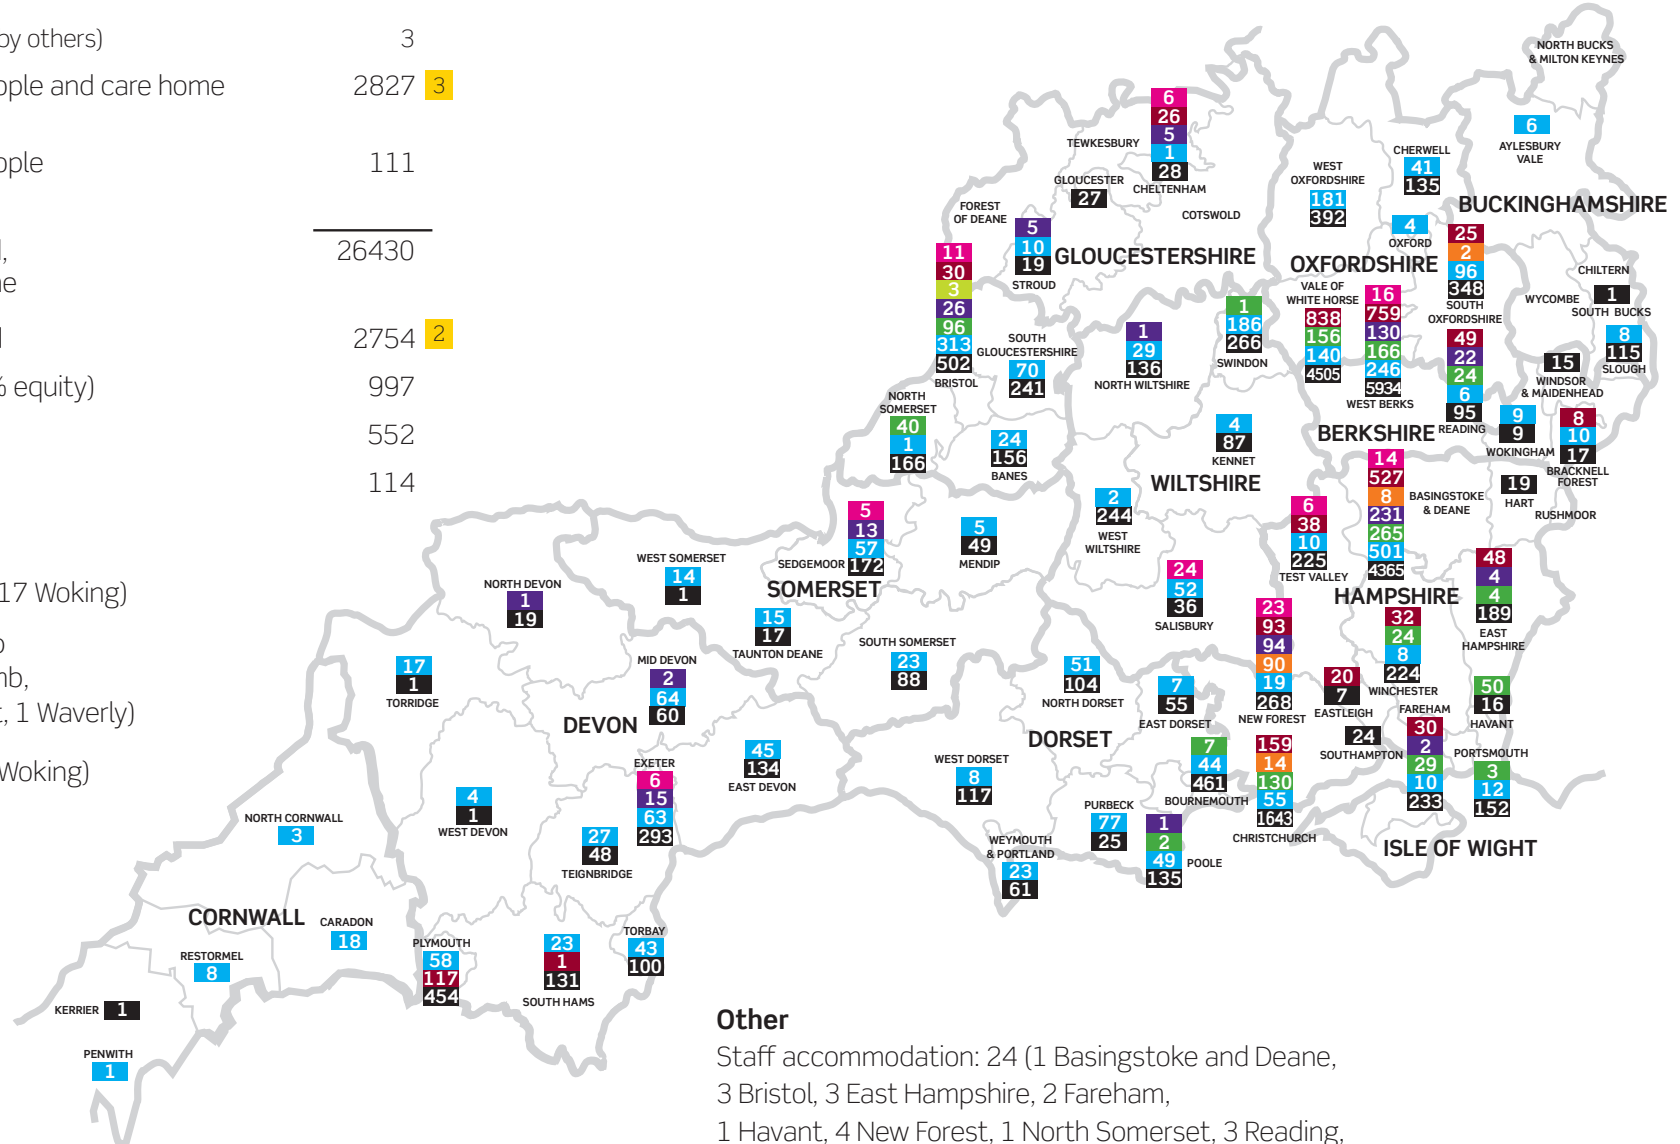 by others) 3
ople and care home 2827 3
ople 111
l, 26430
ne
l 2754 2
% equity) 997
552
114
17 Woking)
o
mb,
t, 1 Waverly)
Woking)
NORTH BUCKS
& MILTON KEYNES
6
AYLESBURY
VALE
BUCKINGHAMSHIRE
CHERWELL
41
135
WEST
OXFORDSHIRE
181
392
4
OXFORD
OXFORDSHIRE
25
2
96
348
SOUTH
OXFORDSHIRE
VALE OF
WHITE HORSE
838
156
140
4505
CHILTERN
WYCOMBE
1
SOUTH BUCKS
8
115
SLOUGH
15
WINDSOR
& MAIDENHEAD
TEWKESBURY
6
26
5
1
28
CHELTENHAM
GLOUCESTER
27
COTSWOLD
FOREST
OF DEANE
5
10
19
STROUD
GLOUCESTERSHIRE
11
30
3
26
96
313
502
BRISTOL
SOUTH
GLOUCESTERSHIRE
70
241
NORTH
SOMERSET
40
1
166
24
156
BANES
1
29
136
NORTH WILTSHIRE
1
186
266
SWINDON
4
87
KENNET
WILTSHIRE
2
244
WEST
WILTSHIRE
24
52
36
SALISBURY
16
759
130
166
246
5934
WEST BERKS
BERKSHIRE
49
22
24
6
95
READING
9
9
WOKINGHAM
8
10
17
BRACKNELL
FOREST
14
527
8
231
265
501
4365
BASINGSTOKE
& DEANE
19
HART
RUSHMOOR
6
38
10
225
TEST VALLEY
HAMPSHIRE
48
4
4
189
EAST
HAMPSHIRE
32
24
8
224
WINCHESTER
23
93
94
90
19
268
NEW FOREST
20
7
EASTLEIGH
24
SOUTHAMPTON
FAREHAM
30
2
29
10
233
50
16
HAVANT
PORTSMOUTH
3
12
152
ISLE OF WIGHT
5
13
57
172
SEDGEMOOR
SOMERSET
5
49
MENDIP
WEST SOMERSET
14
1
15
17
TAUNTON DEANE
SOUTH SOMERSET
23
88
NORTH DEVON
1
19
17
1
TORRIDGE
MID DEVON
2
64
60
DEVON
45
134
EAST DEVON
EXETER
6
15
63
293
4
1
WEST DEVON
27
48
TEIGNBRIDGE
TORBAY
43
100
23
1
131
SOUTH HAMS
PLYMOUTH
58
117
454
51
104
NORTH DORSET
7
55
EAST DORSET
DORSET
WEST DORSET
8
117
WEYMOUTH
& PORTLAND
23
61
PURBECK
77
25
1
2
49
135
POOLE
7
44
461
BOURNEMOUTH
159
14
130
55
1643
CHRISTCHURCH
NORTH CORNWALL
3
CORNWALL
CARADON
18
RESTORMEL
8
KERRIER 1
PENWITH
1
Other
Staff accommodation: 24 (1 Basingstoke and Deane,
3 Bristol, 3 East Hampshire, 2 Fareham,
1 Havant, 4 New Forest, 1 North Somerset, 3 Reading,